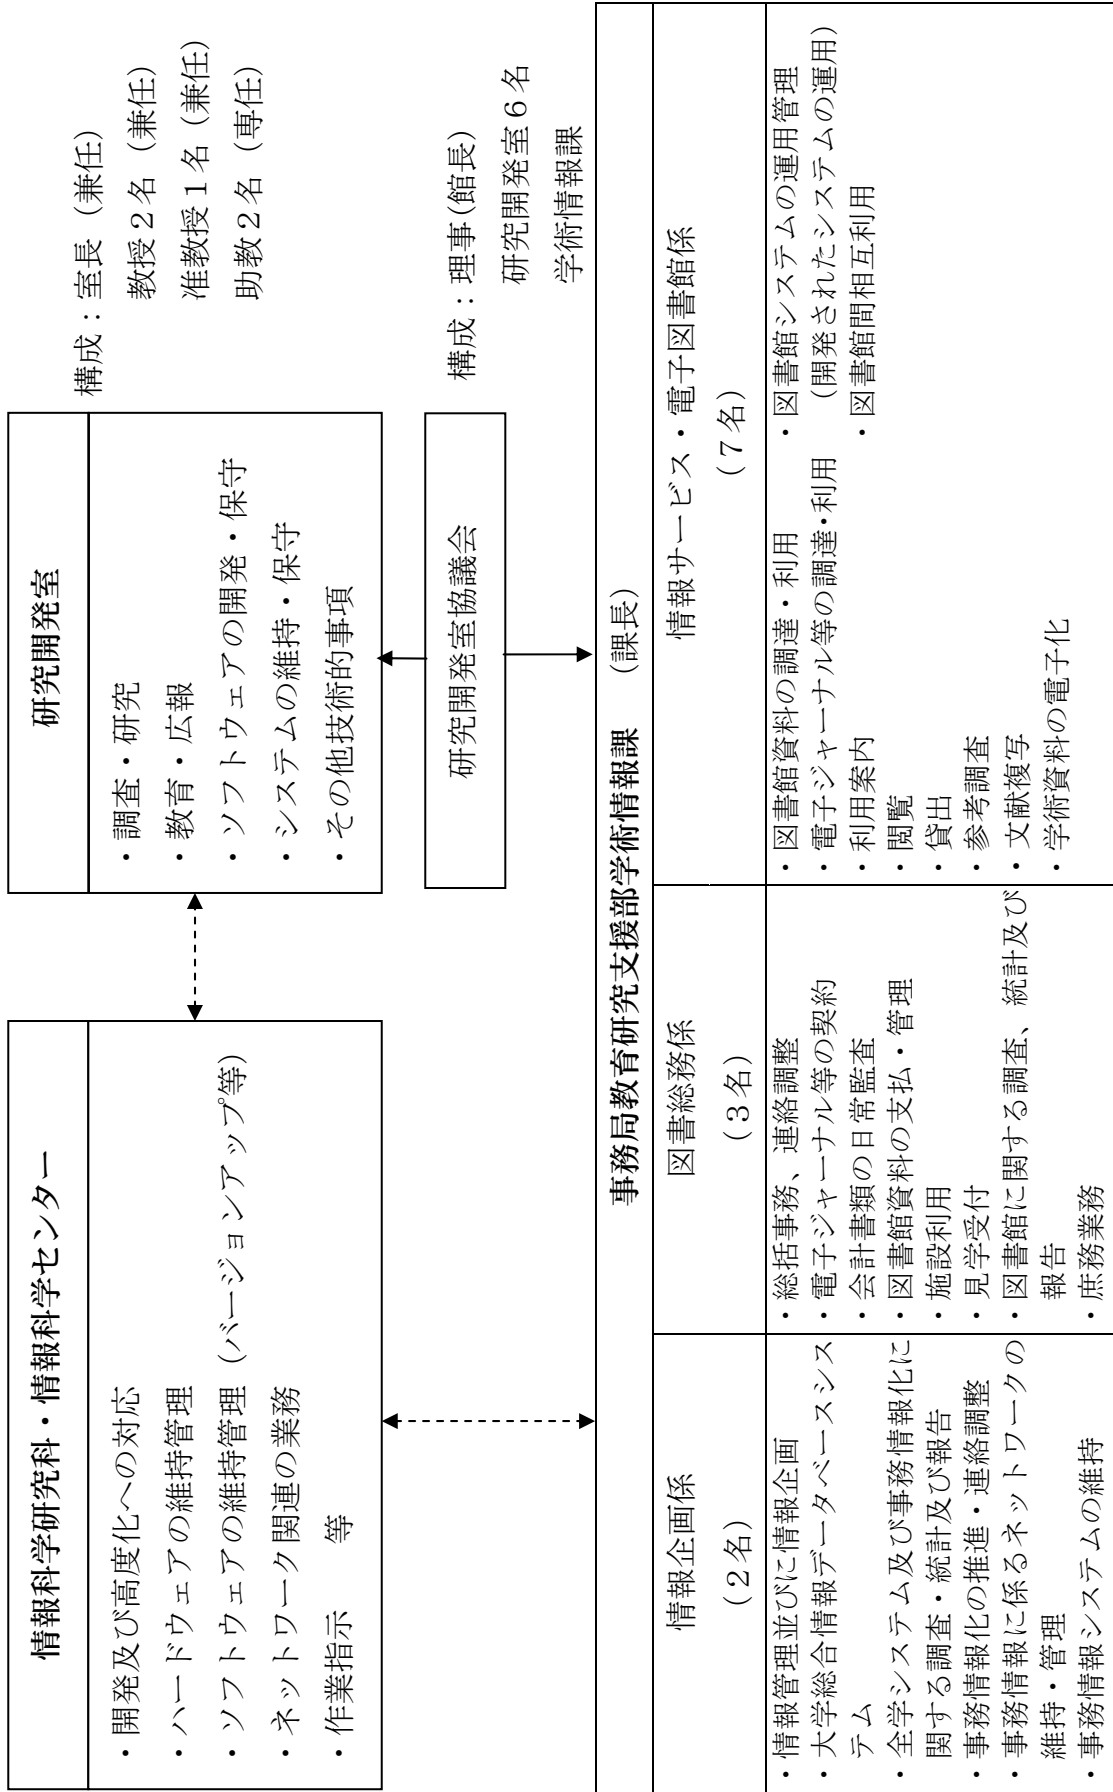 情報科学研究科・情報科学センター
・開発及び高度化への対応
・ハードウェアの維持管理
・ソフトウェアの維持管理（バージョンアップ等）
・ネットワーク関連の業務
・作業指示　　等
研究開発室
・調査・研究
・教育・広報
・ソフトウェアの開発・保守
・システムの維持・保守
・その他技術的事項
構成：室長（兼任）
教授２名（兼任）
准教授１名（兼任）
助教２名（専任）
研究開発室協議会
構成：理事（館長）
研究開発室６名
学術情報課
事務局教育研究支援部学術情報課　（課長）
情報企画係
（２名）
・情報管理並びに情報企画
・大学総合情報データベースシス
テム
・全学システム及び事務情報化に
関する調査・統計及び報告
・事務情報化の推進・連絡調整
・事務情報に係るネットワークの
維持・管理
・事務情報システムの維持
図書総務係
（３名）
・総括事務、連絡調整
・電子ジャーナル等の契約
・会計書類の日常監査
・図書館資料の支払・管理
・施設利用
・見学受付
・図書館に関する調査、統計及び
報告
・庶務業務
情報サービス・電子図書館係
（７名）
・図書館資料の調達・利用
・電子ジャーナル等の調達・利用
・利用案内
・閲覧
・貸出
・参考調査
・文献複写
・学術資料の電子化
・図書館システムの運用管理
（開発されたシステムの運用）
・図書館間相互利用